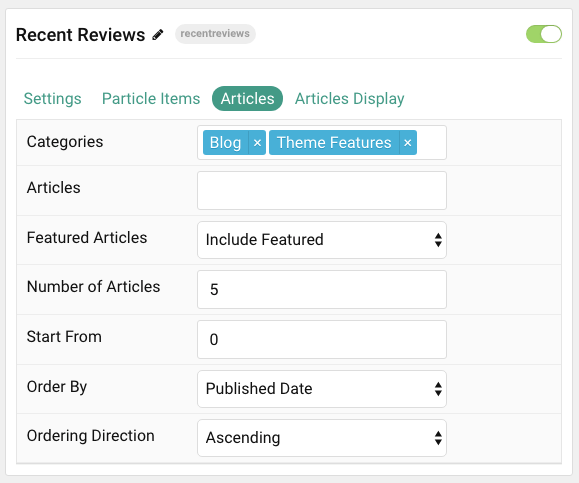 Recent Reviews recentreviews
Settings Particle Items Articles Articles Display
Categories Blog × Theme Features ×
Articles
Featured Articles Include Featured
Number of Articles 5
Start From 0
Order By Published Date
Ordering Direction Ascending